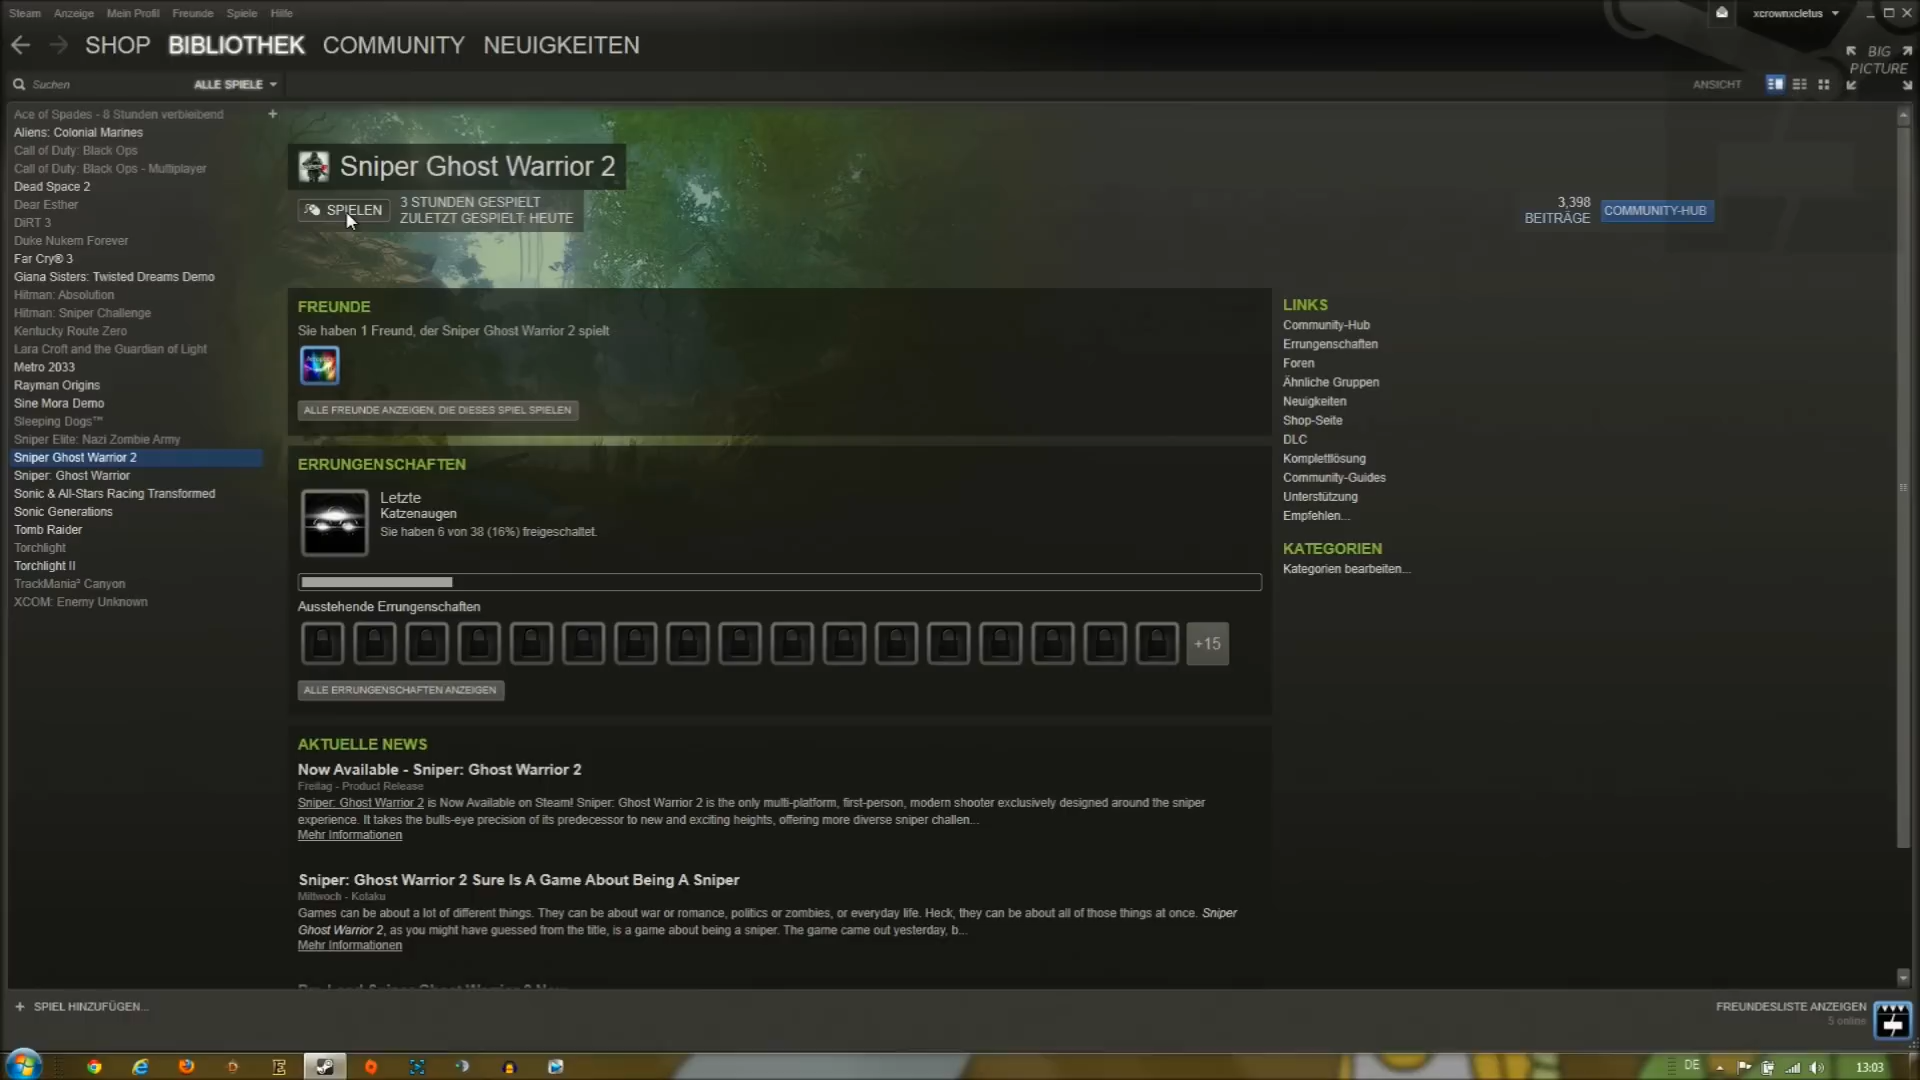 Steam Anzeige Mein Profil Freunde Spiele Hilfe
xcrownxcletus
SHOP BIBLIOTHEK COMMUNITY NEUIGKEITEN
BIG
PICTURE
Suchen
ALLE SPIELE
ANSICHT
Ace of Spades - 8 Stunden verbleibend
+
Aliens: Colonial Marines
Call of Duty: Black Ops
Call of Duty: Black Ops - Multiplayer
Dead Space 2
Dear Esther
DiRT 3
Duke Nukem Forever
Far Cry® 3
Giana Sisters: Twisted Dreams Demo
Hitman: Absolution
Hitman: Sniper Challenge
Kentucky Route Zero
Lara Croft and the Guardian of Light
Metro 2033
Rayman Origins
Sine Mora Demo
Sleeping Dogs™
Sniper Elite: Nazi Zombie Army
Sniper Ghost Warrior 2
Sniper: Ghost Warrior
Sonic & All-Stars Racing Transformed
Sonic Generations
Tomb Raider
Torchlight
Torchlight II
TrackMania² Canyon
XCOM: Enemy Unknown
Sniper Ghost Warrior 2
SPIELEN
3 STUNDEN GESPIELT
ZULETZT GESPIELT: HEUTE
3,398
BEITRÄGE
COMMUNITY-HUB
FREUNDE
Sie haben 1 Freund, der Sniper Ghost Warrior 2 spielt
ALLE FREUNDE ANZEIGEN, DIE DIESES SPIEL SPIELEN
ERRUNGENSCHAFTEN
Letzte
Katzenaugen
Sie haben 6 von 38 (16%) freigeschaltet.
Ausstehende Errungenschaften
+15
ALLE ERRUNGENSCHAFTEN ANZEIGEN
AKTUELLE NEWS
Now Available - Sniper: Ghost Warrior 2
Freitag - Product Release
Sniper: Ghost Warrior 2 is Now Available on Steam! Sniper: Ghost Warrior 2 is the only multi-platform, first-person, modern shooter exclusively designed around the sniper
experience. It takes the bulls-eye precision of its predecessor to new and exciting heights, offering more diverse sniper challen...
Mehr Informationen
Sniper: Ghost Warrior 2 Sure Is A Game About Being A Sniper
Mittwoch - Kotaku
Games can be about a lot of different things. They can be about war or romance, politics or zombies, or everyday life. Heck, they can be about all of those things at once. Sniper
Ghost Warrior 2, as you might have guessed from the title, is a game about being a sniper. The game came out yesterday, b...
Mehr Informationen
LINKS
Community-Hub
Errungenschaften
Foren
Ähnliche Gruppen
Neuigkeiten
Shop-Seite
DLC
Komplettlösung
Community-Guides
Unterstützung
Empfehlen...
KATEGORIEN
Kategorien bearbeiten...
+ SPIEL HINZUFÜGEN...
FREUNDESLISTE ANZEIGEN
5 online
DE
13:03